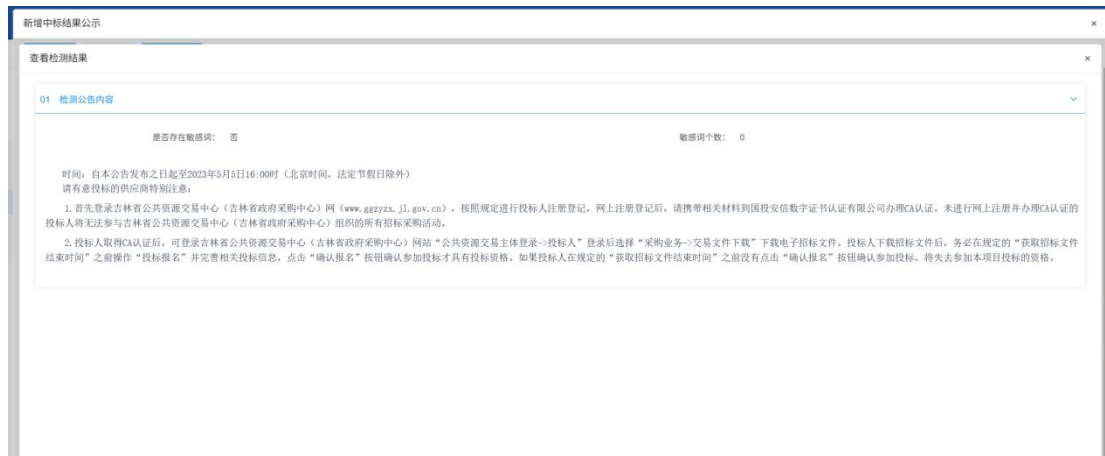 新增中标结果公示
查看检测结果
01 检测公告内容
是否存在敏感词： 否 敏感词个数： 0
时间：自本公告发布之日起至2023年5月5日16:00时（北京时间，法定节假日除外）
请有意投标的供应商特别注意：
1.首先登录吉林省公共资源交易中心（吉林省政府采购中心）网（www.ggzyzx.jl.gov.cn），按照规定进行投标人注册登记，网上注册登记后，请携带相关材料到国投安信数字证书认证有限公司办理CA认证。未进行网上注册并办理CA认证的
投标人将无法参与吉林省公共资源交易中心（吉林省政府采购中心）组织的所有招标采购活动。
2.投标人取得CA认证后，可登录吉林省公共资源交易中心（吉林省政府采购中心）网站“公共资源交易主体登录->投标人”登录后选择“采购业务->交易文件下载”下载电子招标文件。投标人下载招标文件后，务必在规定的“获取招标文件
结束时间”之前操作“投标报名”并完善相关投标信息，点击“确认报名”按钮确认参加投标才具有投标资格。如果投标人在规定的“获取招标文件结束时间”之前没有点击“确认报名”按钮确认参加投标，将失去参加本项目投标的资格。